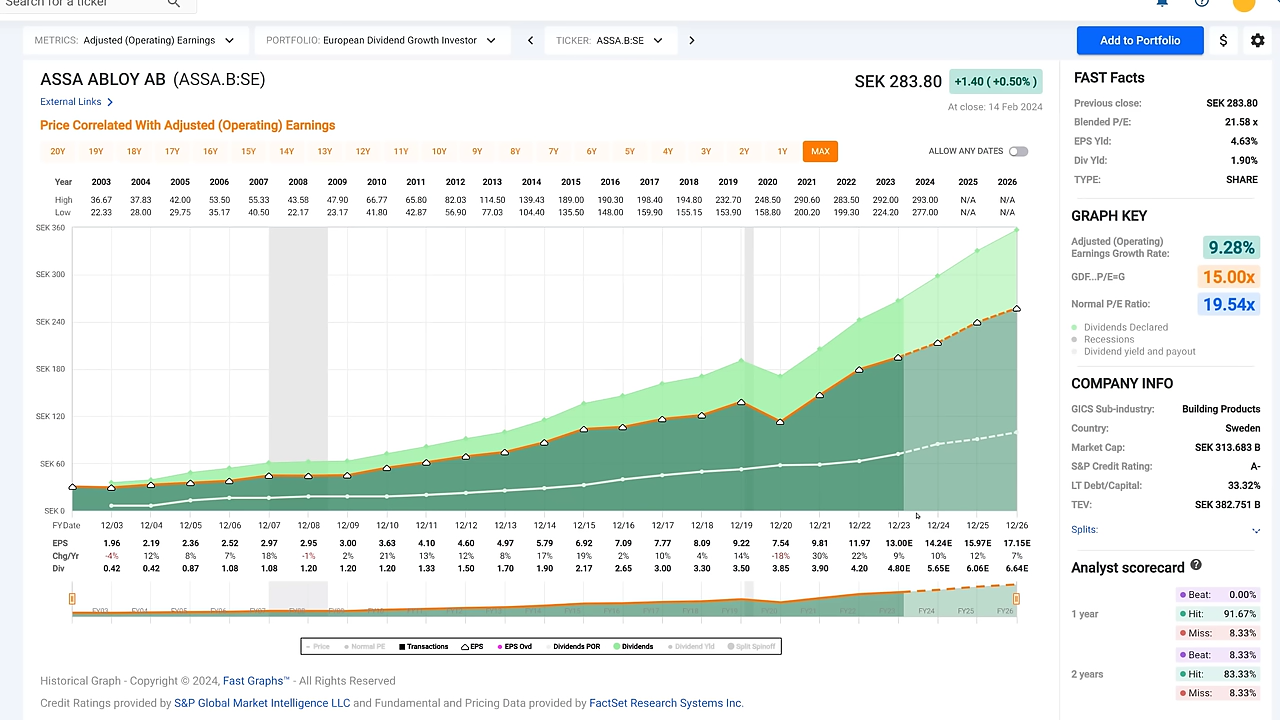 Search for a ticker
METRICS: Adjusted (Operating) Earnings PORTFOLIO: European Dividend Growth Investor TICKER: ASSA.B:SE Add to Portfolio $
ASSA ABLOY AB (ASSA.B:SE) SEK 283.80 +1.40 ( +0.50% )
External Links At close: 14 Feb 2024
Price Correlated With Adjusted (Operating) Earnings
20Y 19Y 18Y 17Y 16Y 15Y 14Y 13Y 12Y 11Y 10Y 9Y 8Y 7Y 6Y 5Y 4Y 3Y 2Y 1Y MAX ALLOW ANY DATES
Year 2003 2004 2005 2006 2007 2008 2009 2010 2011 2012 2013 2014 2015 2016 2017 2018 2019 2020 2021 2022 2023 2024 2025 2026
High 36.67 37.83 42.00 53.50 55.33 43.58 47.90 66.77 65.80 82.03 114.50 139.43 189.00 190.30 198.40 194.80 232.70 248.50 290.60 283.50 292.00 293.00 N/A N/A
Low 22.33 28.00 29.75 35.17 40.50 22.17 23.17 41.80 42.87 56.90 77.03 104.40 135.50 148.00 159.90 155.15 153.90 158.80 200.20 199.30 224.20 277.00 N/A N/A
SEK 360
SEK 300
SEK 240
SEK 180
SEK 120
SEK 60
SEK 0
FY Date 12/03 12/04 12/05 12/06 12/07 12/08 12/09 12/10 12/11 12/12 12/13 12/14 12/15 12/16 12/17 12/18 12/19 12/20 12/21 12/22 12/23 12/24 12/25 12/26
EPS 1.96 2.19 2.36 2.52 2.97 2.95 3.00 3.63 4.10 4.60 4.97 5.79 6.92 7.09 7.77 8.09 9.22 7.54 9.81 11.97 13.00E 14.24E 15.97E 17.15E
Chg/Yr -4% 12% 8% 7% 18% -1% 2% 21% 13% 12% 8% 17% 19% 2% 10% 4% 14% -18% 30% 22% 9% 10% 12% 7%
Div 0.42 0.42 0.87 1.08 1.08 1.20 1.20 1.20 1.33 1.50 1.70 1.90 2.17 2.65 3.00 3.30 3.50 3.85 3.90 4.20 4.80E 5.65E 6.06E 6.64E
FY03 FY04 FY05 FY06 FY07 FY08 FY09 FY10 FY11 FY12 FY13 FY14 FY15 FY16 FY17 FY18 FY19 FY20 FY21 FY22 FY23 FY24 FY25 FY26
Price Normal PE Transactions EPS EPS Ovd Dividends POR Dividends Dividend Yld Split Spinoff
Historical Graph - Copyright © 2024, Fast Graphs™ - All Rights Reserved
Credit Ratings provided by S&P Global Market Intelligence LLC and Fundamental and Pricing Data provided by FactSet Research Systems Inc.
FAST Facts
Previous close: SEK 283.80
Blended P/E: 21.58 x
EPS Yld: 4.63%
Div Yld: 1.90%
TYPE: SHARE
GRAPH KEY
Adjusted (Operating)
Earnings Growth Rate: 9.28%
GDF...P/E=G 15.00x
Normal P/E Ratio: 19.54x
Dividends Declared
Recessions
Dividend yield and payout
COMPANY INFO
GICS Sub-industry: Building Products
Country: Sweden
Market Cap: SEK 313.683 B
S&P Credit Rating: A-
LT Debt/Capital: 33.32%
TEV: SEK 382.751 B
Splits:
Analyst scorecard
Beat: 0.00%
1 year Hit: 91.67%
Miss: 8.33%
Beat: 8.33%
2 years Hit: 83.33%
Miss: 8.33%